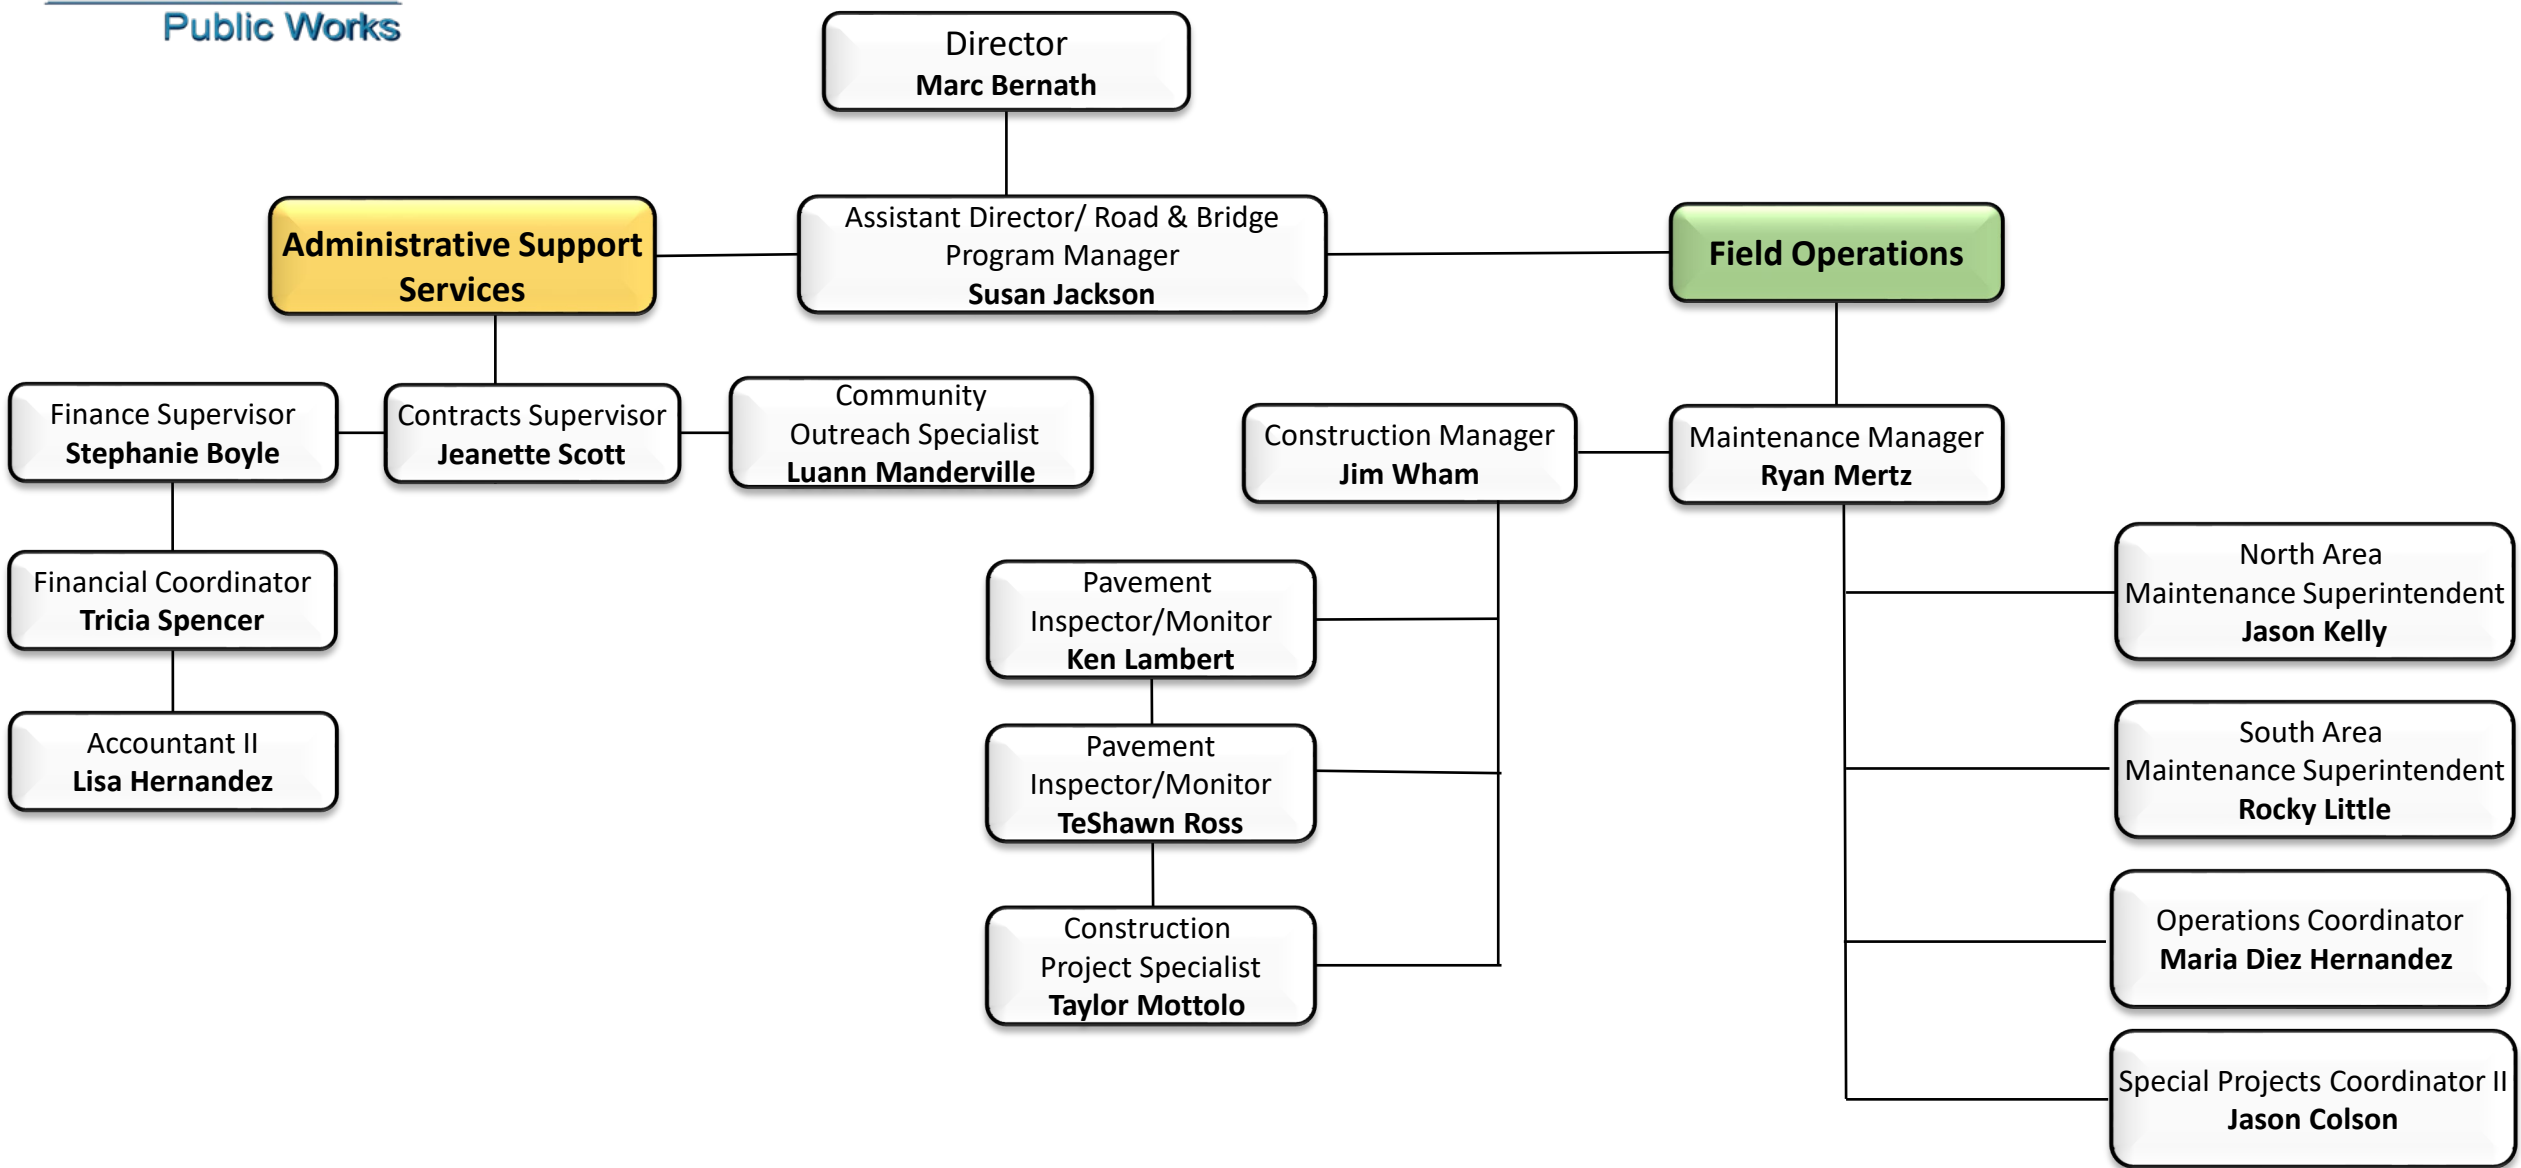 Public Works
Director
Marc Bernath
Administrative Support
Services
Assistant Director/ Road & Bridge
Program Manager
Susan Jackson
Field Operations
Finance Supervisor
Stephanie Boyle
Contracts Supervisor
Jeanette Scott
Community
Outreach Specialist
Luann Manderville
Construction Manager
Jim Wham
Maintenance Manager
Ryan Mertz
Financial Coordinator
Tricia Spencer
Accountant II
Lisa Hernandez
Pavement
Inspector/Monitor
Ken Lambert
Pavement
Inspector/Monitor
TeShawn Ross
Construction
Project Specialist
Taylor Mottolo
North Area
Maintenance Superintendent
Jason Kelly
South Area
Maintenance Superintendent
Rocky Little
Operations Coordinator
Maria Diez Hernandez
Special Projects Coordinator II
Jason Colson